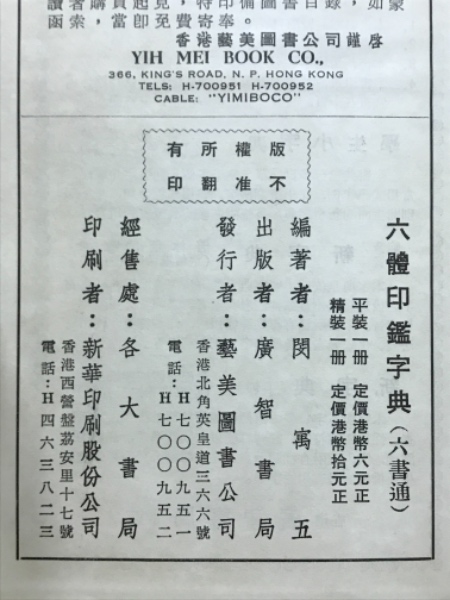 讀者購買起見，特印備圖書目錄，如蒙
函索，當即免費寄奉。
香港藝美圖書公司謹啓
YIH MEI BOOK CO.,
366, KING'S ROAD, N. P. HONG KONG
TELS: H-700951 H-700952
CABLE: "YIMIBOCO"
有所權版
印翻准不
六體印鑑字典（六書通）
平裝一册 定價港幣六元正
精裝一册 定價港幣拾元正
編著者：閔寓五
出版者：廣智書局
發行者：藝美圖書公司
香港北角英皇道三六六號
電話：H七〇〇九五一
H七〇〇九五二
經售處：各大書局
印刷者：新華印刷股份公司
香港西營盤荔安里十七號
電話：H四六三八二三